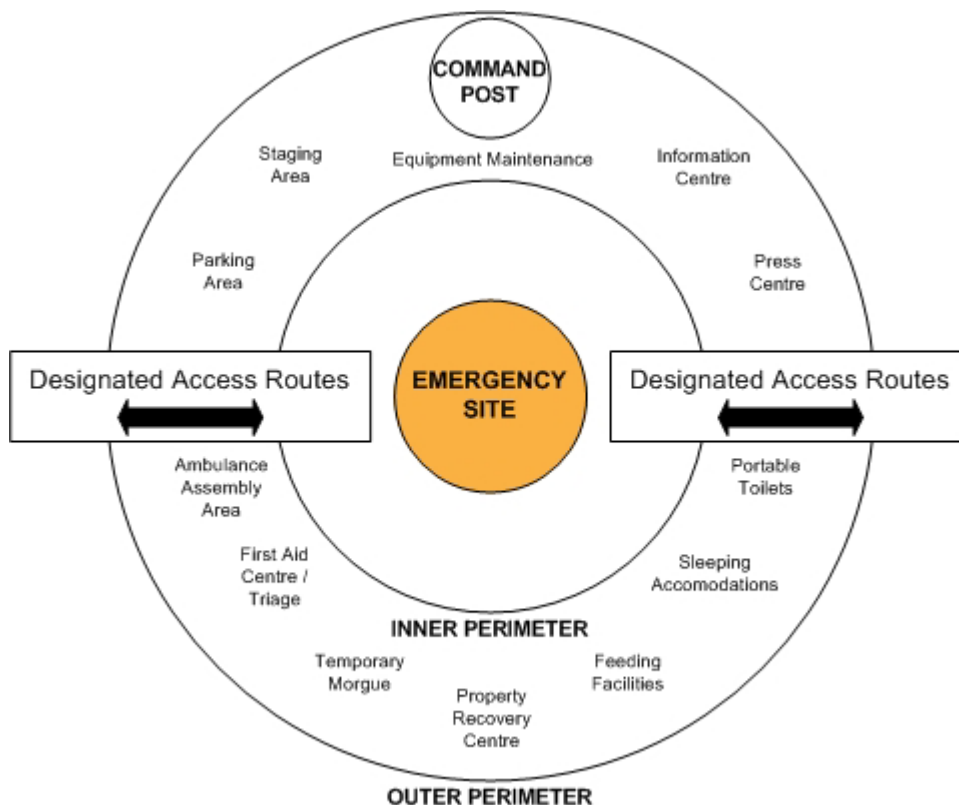 COMMAND
POST
Staging
Area
Equipment Maintenance
Information
Centre
Parking
Area
Press
Centre
Designated Access Routes
EMERGENCY
SITE
Designated Access Routes
Ambulance
Assembly
Area
Portable
Toilets
First Aid
Centre /
Triage
Sleeping
Accomodations
INNER PERIMETER
Temporary
Morgue
Feeding
Facilities
Property
Recovery
Centre
OUTER PERIMETER